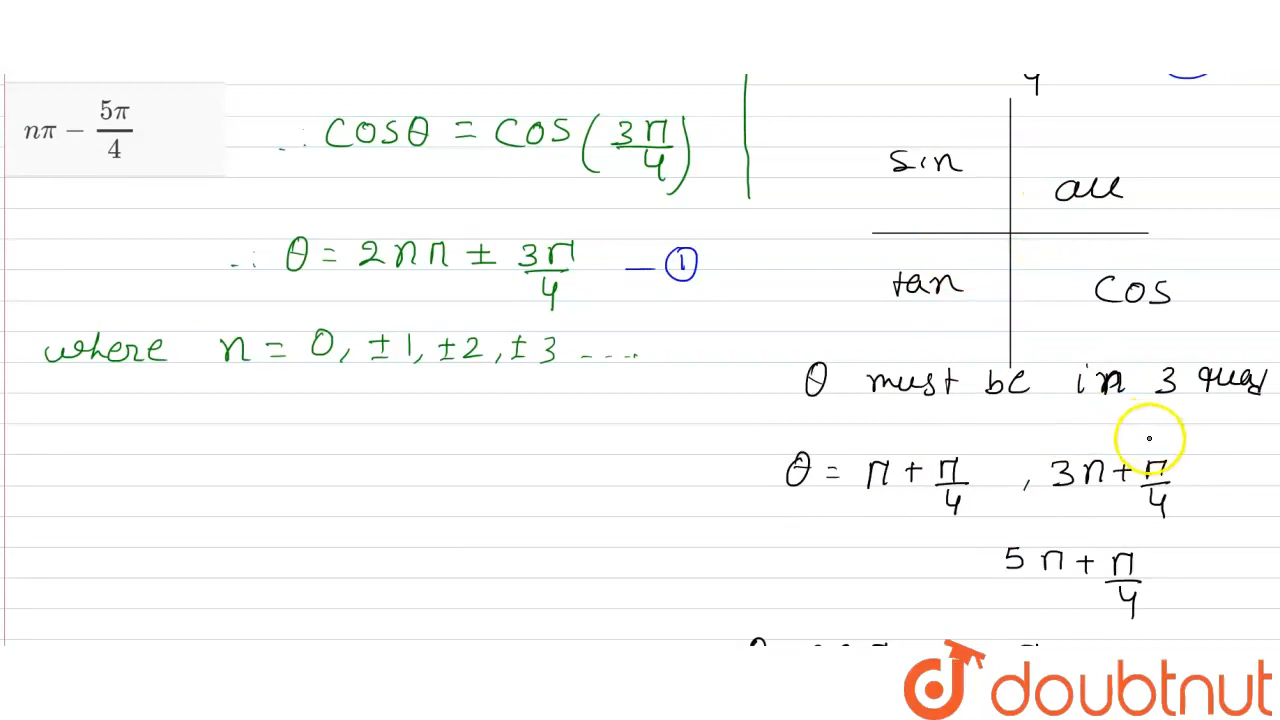 nπ − 5π/4
∴ cosθ = cos(3π/4)
∴ θ = 2nπ ± 3π/4 — ①
where n = 0, ±1, ±2, ±3 ....
4
sin
all
tan
cos
θ must be in 3 quad
θ = π + π/4 , 3π + π/4
5π + π/4
doubtnut